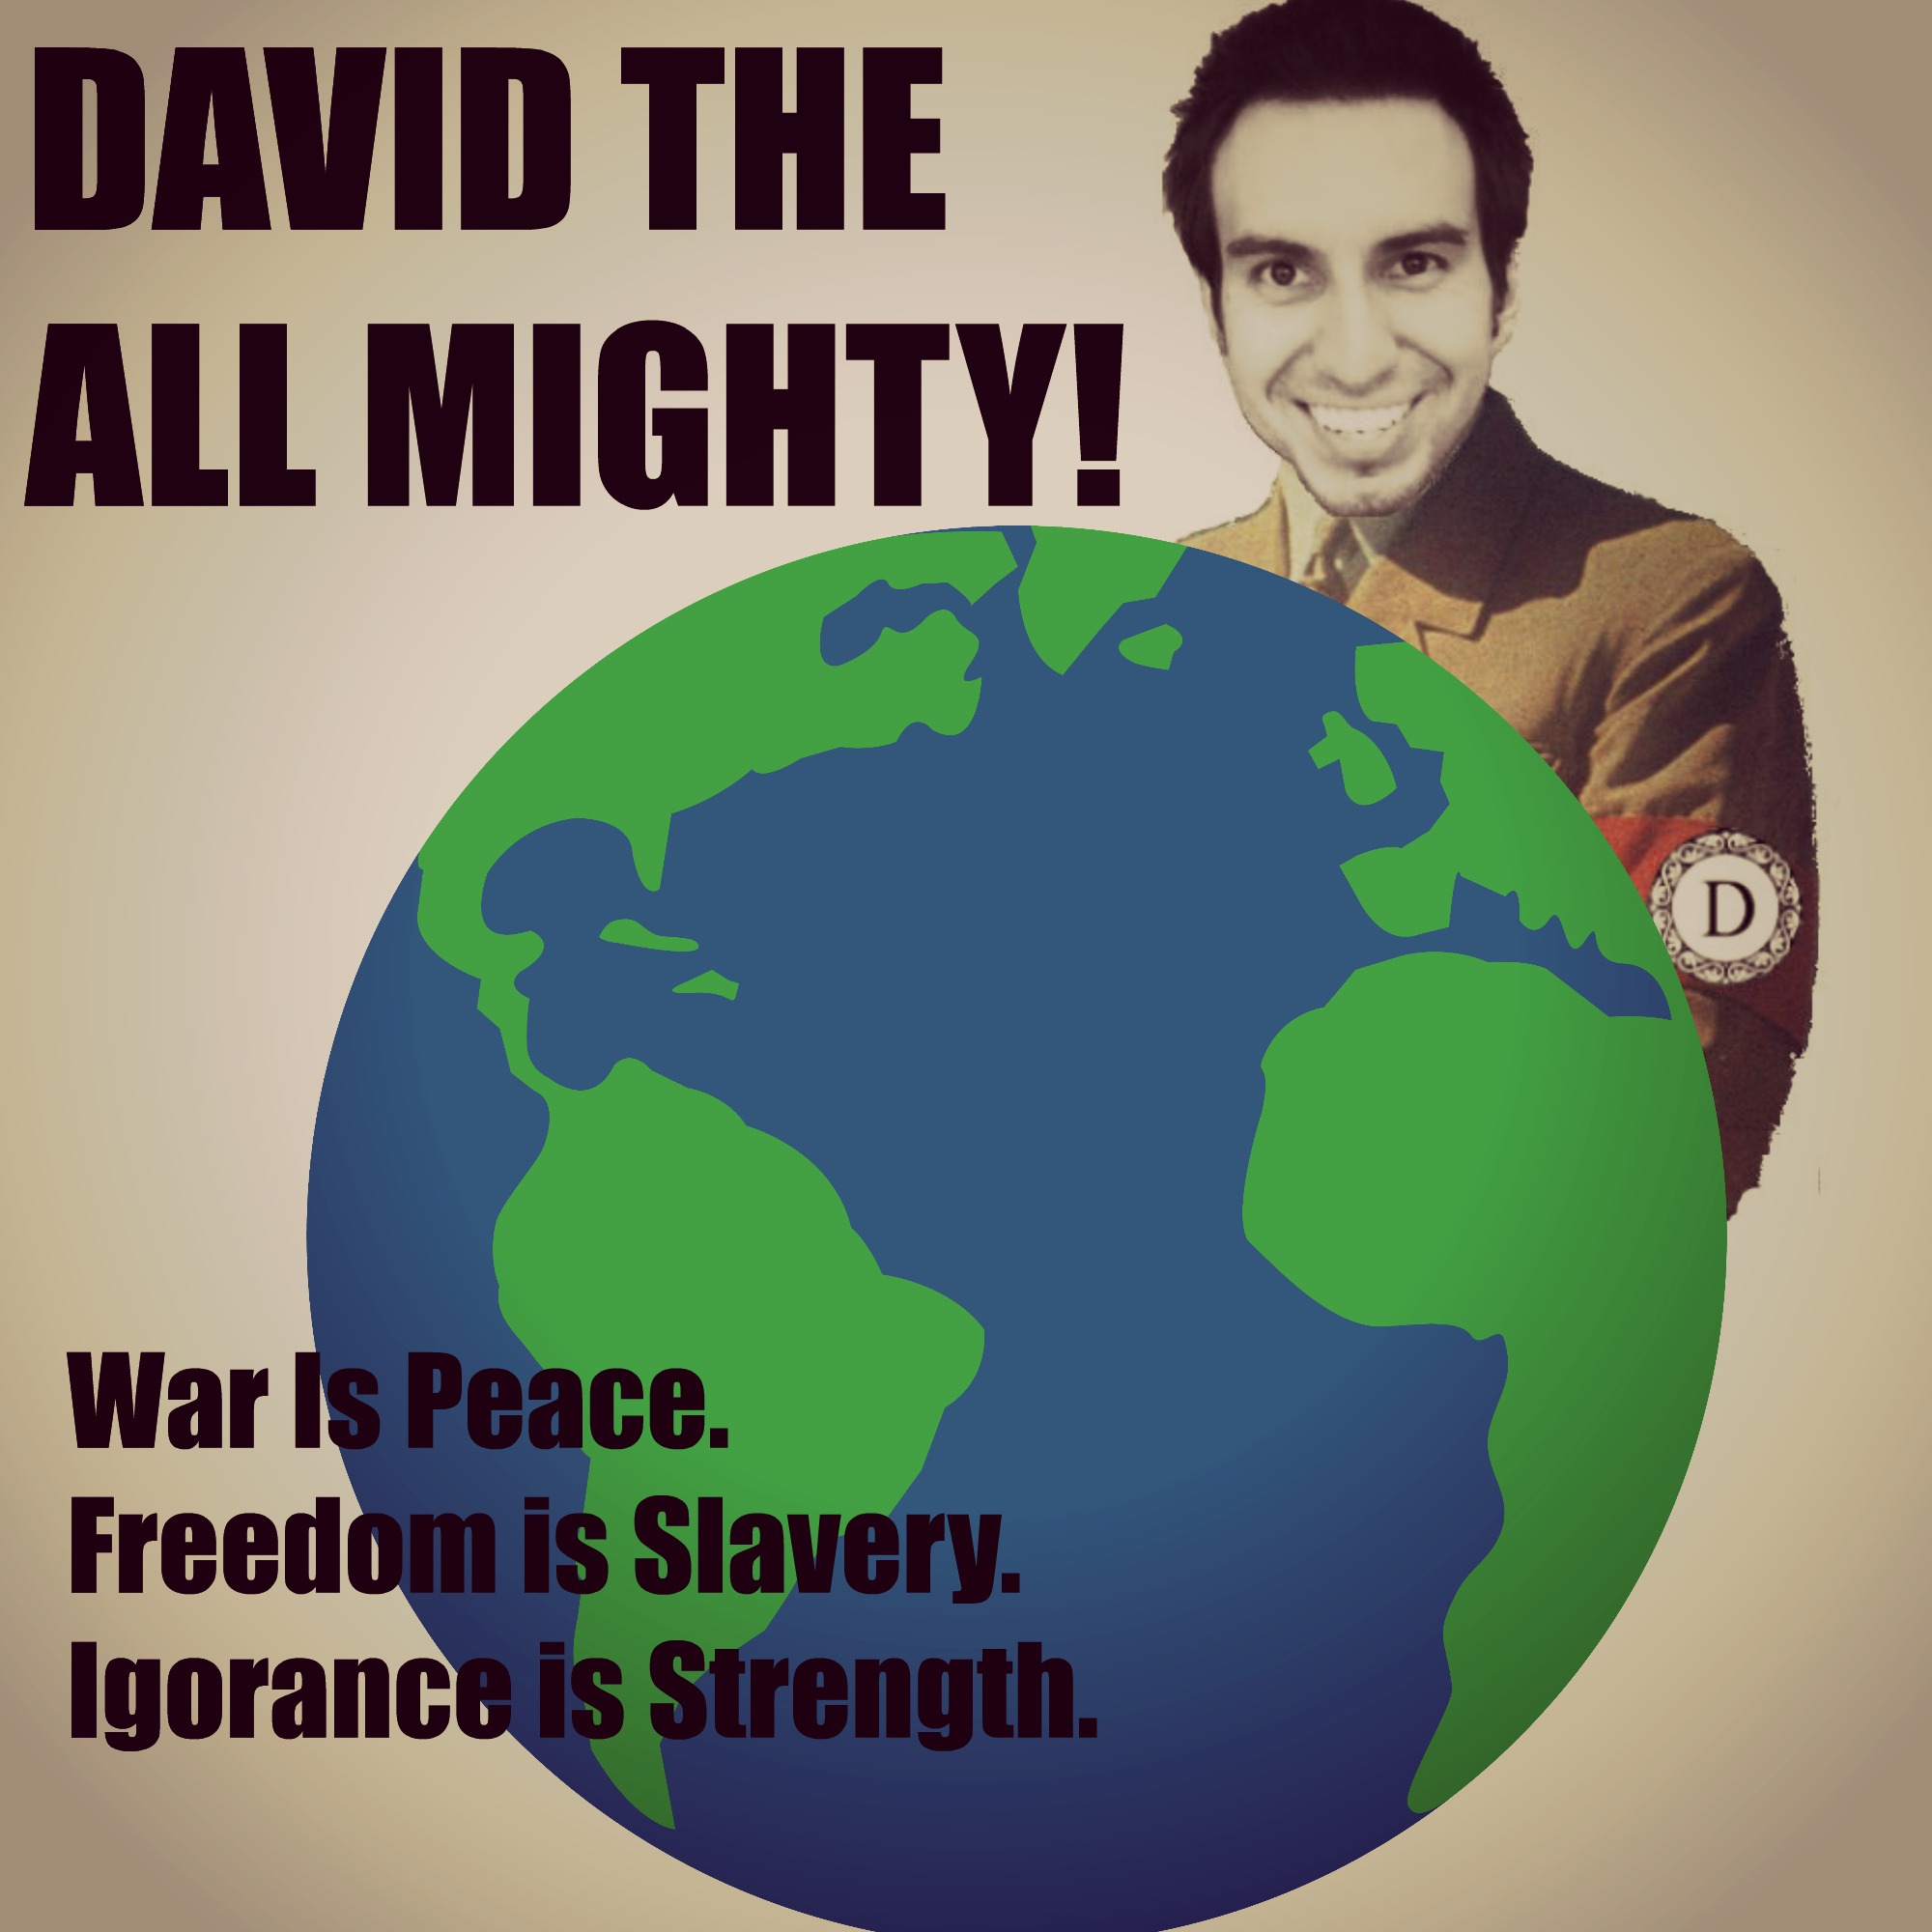 DAVID THE
ALL MIGHTY!
D
War Is Peace.
Freedom is Slavery.
Igorance is Strength.